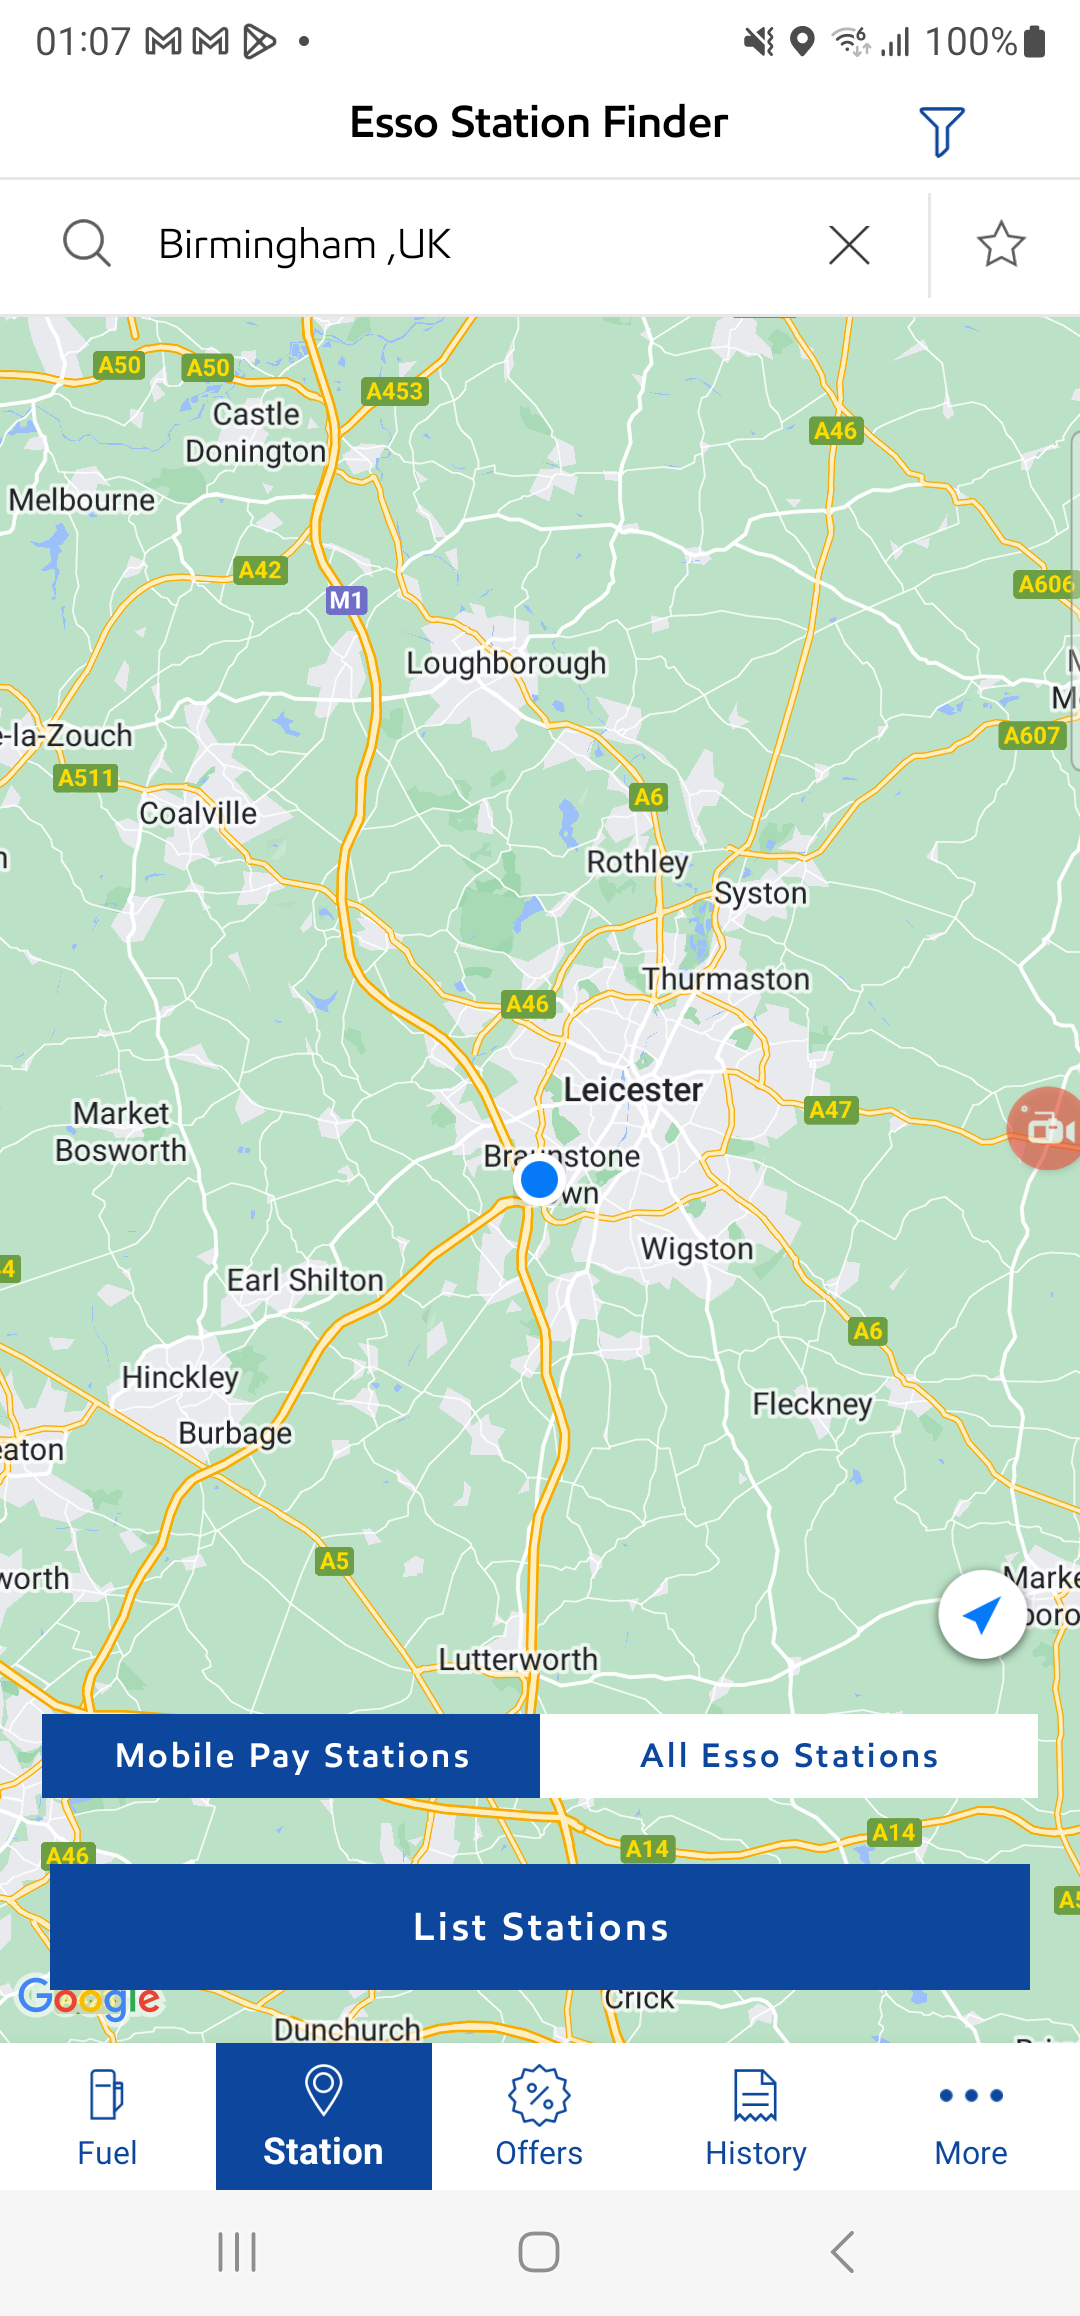 01:07
100%
Esso Station Finder
Birmingham ,UK
A50
A50
A453
Castle
Donington
A46
Melbourne
A42
M1
A606
Loughborough
-la-Zouch
A607
A511
A6
Coalville
Rothley
Syston
Thurmaston
A46
Leicester
A47
Market
Bosworth
Wigston
Earl Shilton
A6
Hinckley
Fleckney
Burbage
eaton
A5
worth
Lutterworth
Mobile Pay Stations
All Esso Stations
A14
A14
A46
List Stations
Google
Crick
Dunchurch
Fuel
Station
Offers
History
More